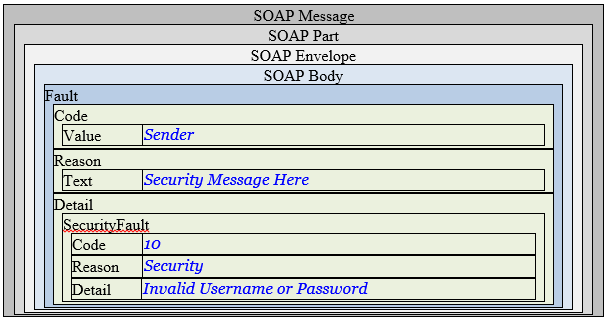 SOAP Message
SOAP Part
SOAP Envelope
SOAP Body
Fault
Code
Value Sender
Reason
Text Security Message Here
Detail
SecurityFault
Code 10
Reason Security
Detail Invalid Username or Password